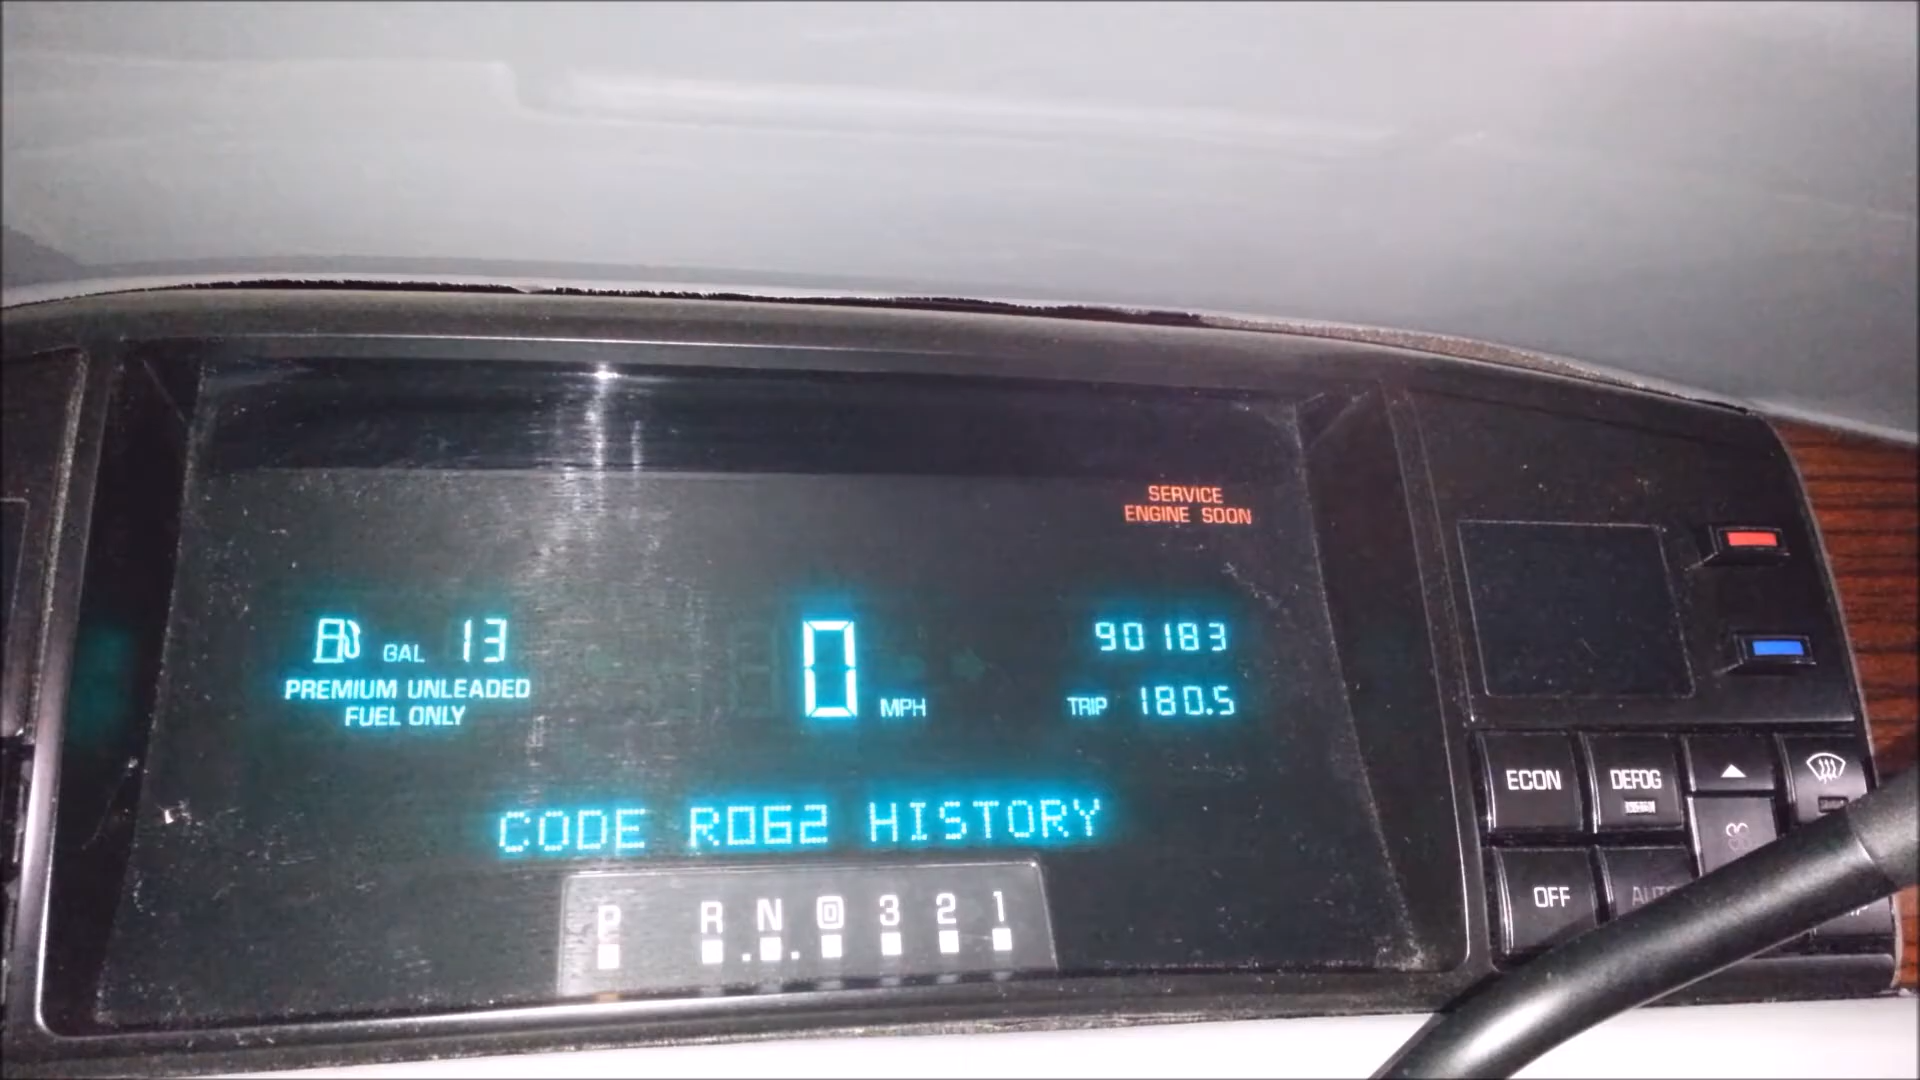 SERVICE
ENGINE SOON
GAL 13
PREMIUM UNLEADED
FUEL ONLY
0 MPH
90183
TRIP 180.5
CODE R062 HISTORY
P R N D 3 2 1
ECON
DEFOG
OFF
AUTO